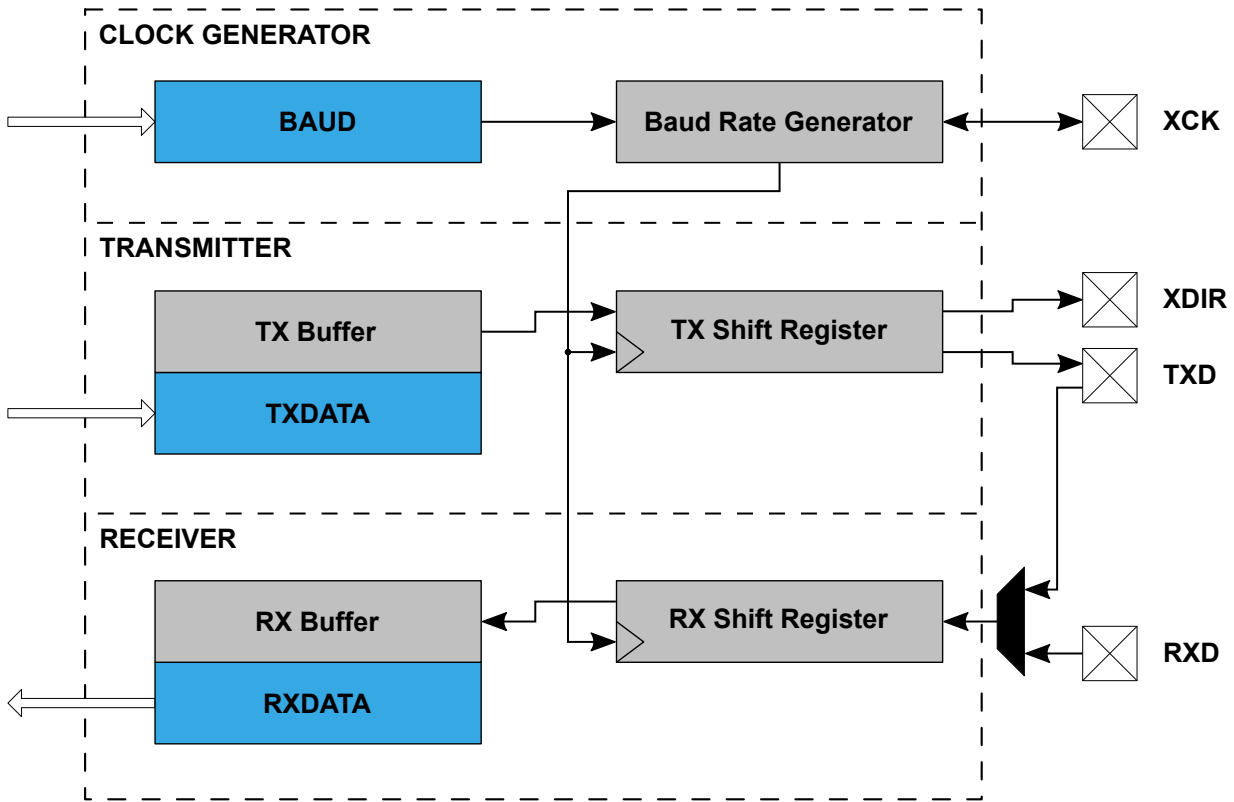 CLOCK GENERATOR
BAUD
Baud Rate Generator
XCK
TRANSMITTER
TX Buffer
TXDATA
TX Shift Register
XDIR
TXD
RECEIVER
RX Buffer
RXDATA
RX Shift Register
RXD